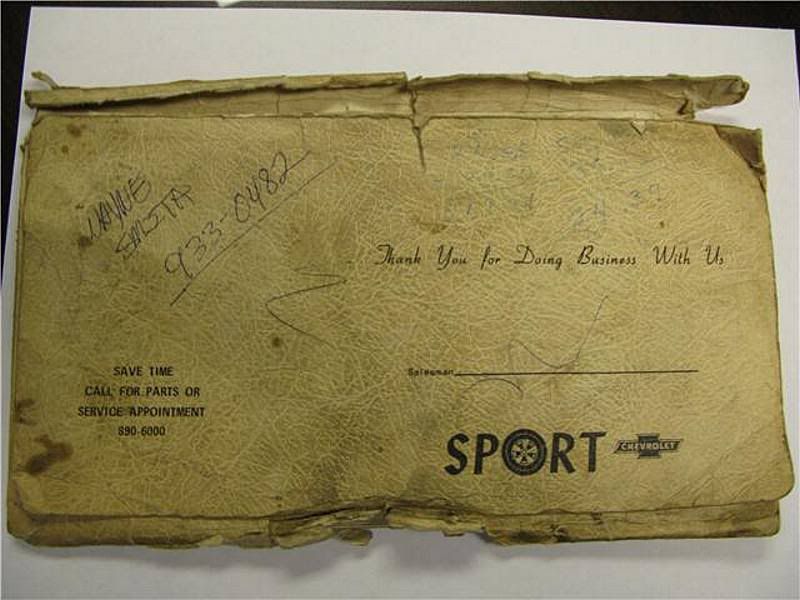 WAYNE
SMITH
933-0482
Thank You for Doing Business With Us
Salesman
SAVE TIME
CALL FOR PARTS OR
SERVICE APPOINTMENT
890-6000
SPORT CHEVROLET